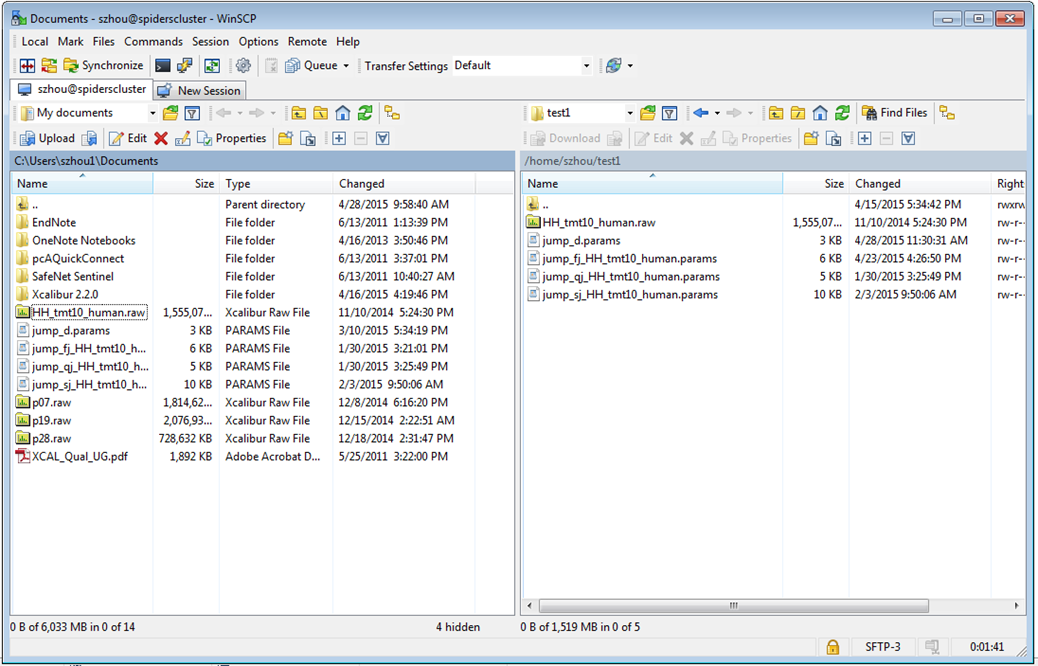 Documents - szhou@spiderscluster - WinSCP
Local Mark Files Commands Session Options Remote Help
Synchronize Queue Transfer Settings Default
szhou@spiderscluster New Session
My documents test1 Find Files
Upload Edit Properties Download Edit Properties
C:\Users\szhou1\Documents /home/szhou/test1
Name Size Type Changed Name Size Changed Right
.. Parent directory 4/28/2015 9:58:40 AM .. 4/15/2015 5:34:42 PM rwxrw
EndNote File folder 6/13/2011 1:13:39 PM HH_tmt10_human.raw 1,555,07... 11/10/2014 5:24:30 PM rw-r--
OneNote Notebooks File folder 4/16/2013 3:50:46 PM jump_d.params 3 KB 4/28/2015 11:30:31 AM rw-r--
pcAQuickConnect File folder 6/13/2011 3:37:01 PM jump_fj_HH_tmt10_human.params 6 KB 4/23/2015 4:26:50 PM rw-r--
SafeNet Sentinel File folder 6/13/2011 10:40:27 AM jump_qj_HH_tmt10_human.params 5 KB 1/30/2015 3:25:49 PM rw-r--
Xcalibur 2.2.0 File folder 4/16/2015 4:19:46 PM jump_sj_HH_tmt10_human.params 10 KB 2/3/2015 9:50:06 AM rw-r--
HH_tmt10_human.raw 1,555,07... Xcalibur Raw File 11/10/2014 5:24:30 PM
jump_d.params 3 KB PARAMS File 3/10/2015 5:34:19 PM
jump_fj_HH_tmt10_h... 6 KB PARAMS File 1/30/2015 3:21:01 PM
jump_qj_HH_tmt10_h... 5 KB PARAMS File 1/30/2015 3:25:49 PM
jump_sj_HH_tmt10_h... 10 KB PARAMS File 2/3/2015 9:50:06 AM
p07.raw 1,814,62... Xcalibur Raw File 12/8/2014 6:16:20 PM
p19.raw 2,076,93... Xcalibur Raw File 12/15/2014 2:22:51 AM
p28.raw 728,632 KB Xcalibur Raw File 12/18/2014 2:31:47 PM
XCAL_Qual_UG.pdf 1,892 KB Adobe Acrobat D... 5/25/2011 3:22:00 PM
0 B of 6,033 MB in 0 of 14 4 hidden 0 B of 1,519 MB in 0 of 5
SFTP-3 0:01:41